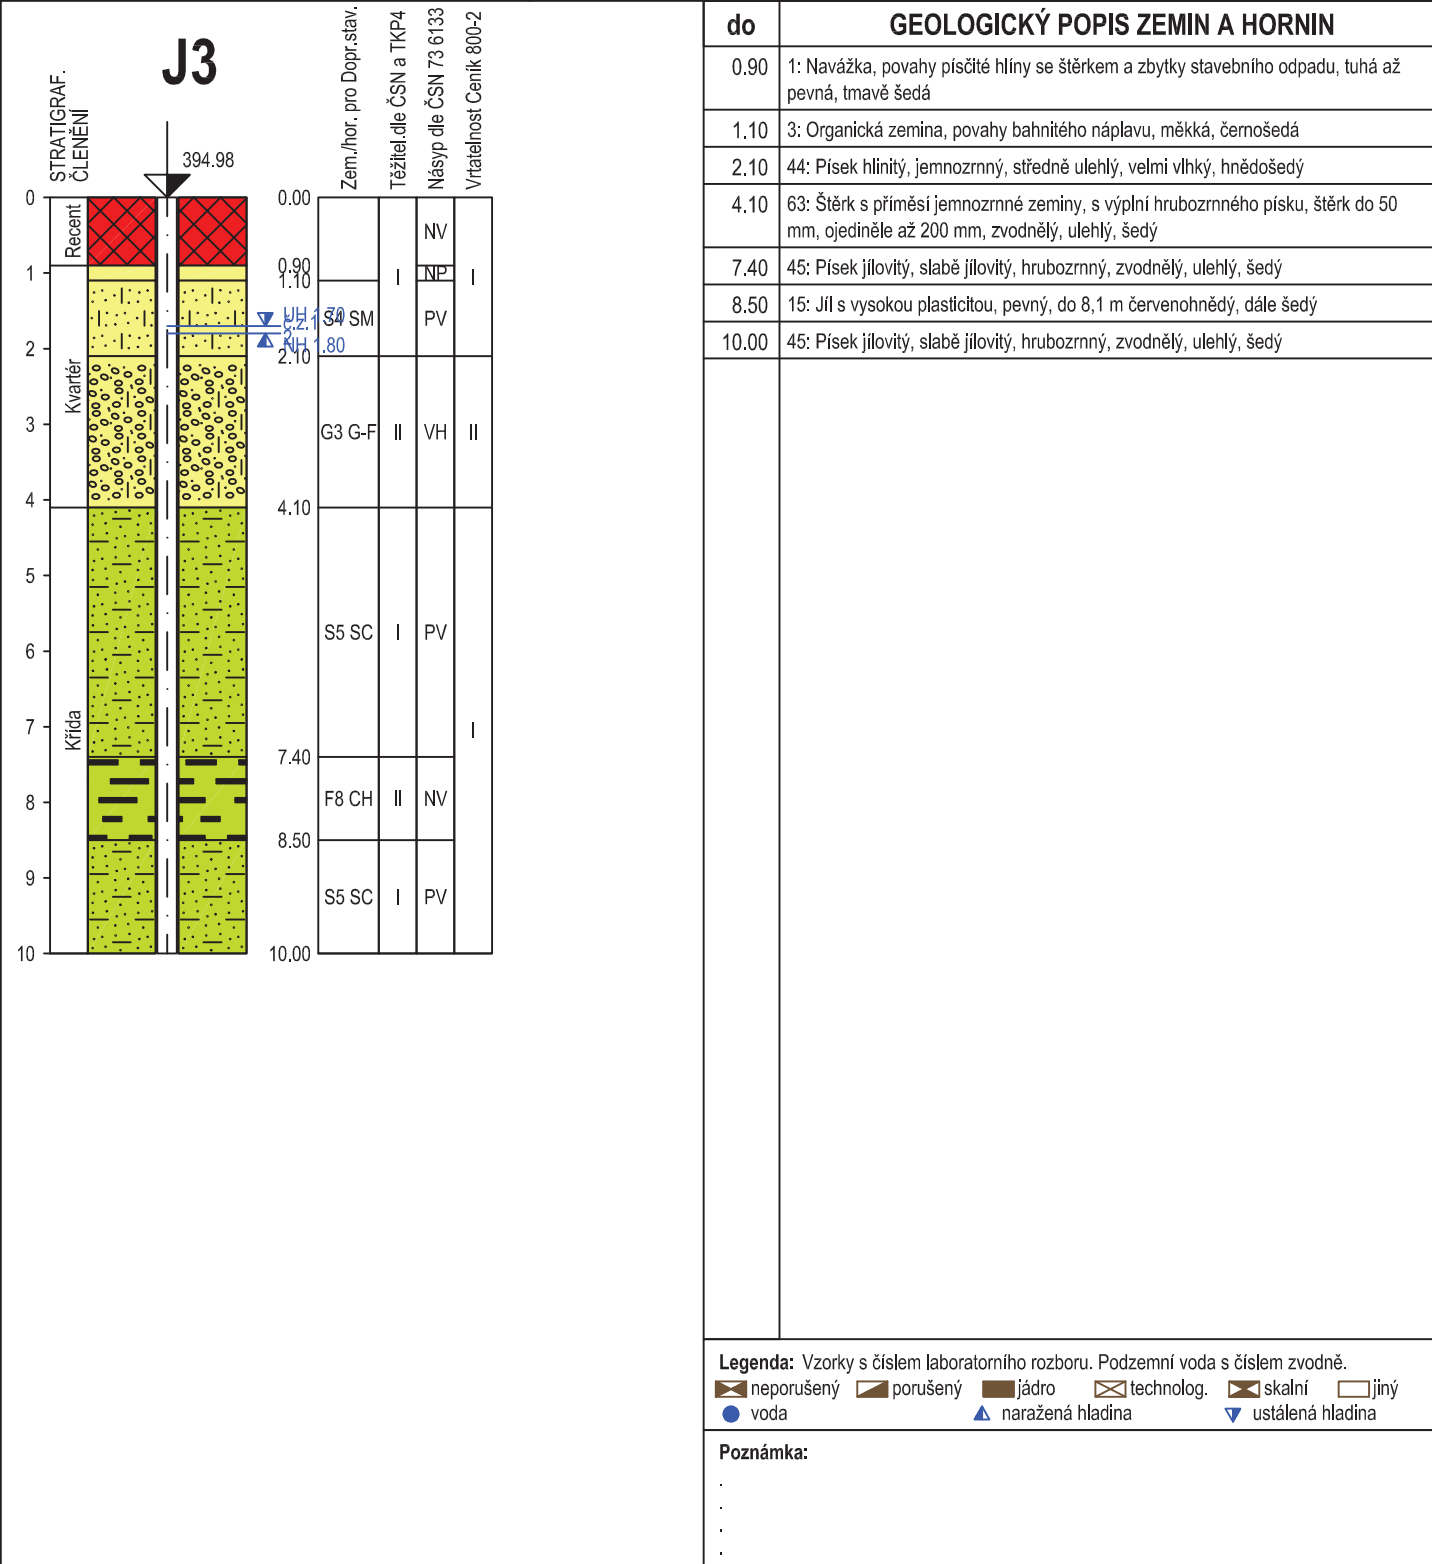 J3
STRATIGRAF.
ČLENĚNÍ
394.98
Zem./hor. pro Dopr.stav.
Těžitel.dle ČSN a TKP4
Násyp dle ČSN 73 6133
Vrtatelnost Ceník 800-2
0
1
2
3
4
5
6
7
8
9
10
Recent
Kvartér
Křída
0.00
0.90
1.10
2.10
4.10
7.40
8.50
10.00
UH 1.70
NH 1.80
S4 SM
G3 G-F
S5 SC
F8 CH
S5 SC
I
II
I
II
I
NV
NP
PV
VH
PV
NV
PV
I
II
I
do GEOLOGICKÝ POPIS ZEMIN A HORNIN
0.90 1: Navážka, povahy písčité hlíny se štěrkem a zbytky stavebního odpadu, tuhá až
pevná, tmavě šedá
1.10 3: Organická zemina, povahy bahnitého náplavu, měkká, černošedá
2.10 44: Písek hlinitý, jemnozrnný, středně ulehlý, velmi vlhký, hnědošedý
4.10 63: Štěrk s příměsí jemnozrnné zeminy, s výplní hrubozrnného písku, štěrk do 50
mm, ojediněle až 200 mm, zvodnělý, ulehlý, šedý
7.40 45: Písek jílovitý, slabě jílovitý, hrubozrnný, zvodnělý, ulehlý, šedý
8.50 15: Jíl s vysokou plasticitou, pevný, do 8,1 m červenohnědý, dále šedý
10.00 45: Písek jílovitý, slabě jílovitý, hrubozrnný, zvodnělý, ulehlý, šedý
Legenda: Vzorky s číslem laboratorního rozboru. Podzemní voda s číslem zvodně.
neporušený porušený jádro technolog. skalní jiný
voda naražená hladina ustálená hladina
Poznámka:
.
.
.
.